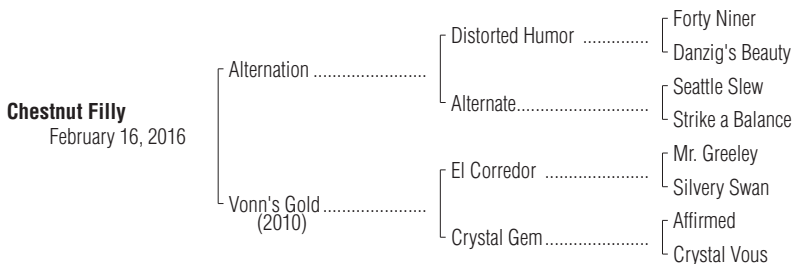 Forty Niner
Distorted Humor ..............
Danzig's Beauty
Alternation ........................
Seattle Slew
Alternate............................
Strike a Balance
Chestnut Filly
February 16, 2016
Mr. Greeley
El Corredor ......................
Silvery Swan
Vonn's Gold ......................
(2010)
Affirmed
Crystal Gem......................
Crystal Vous